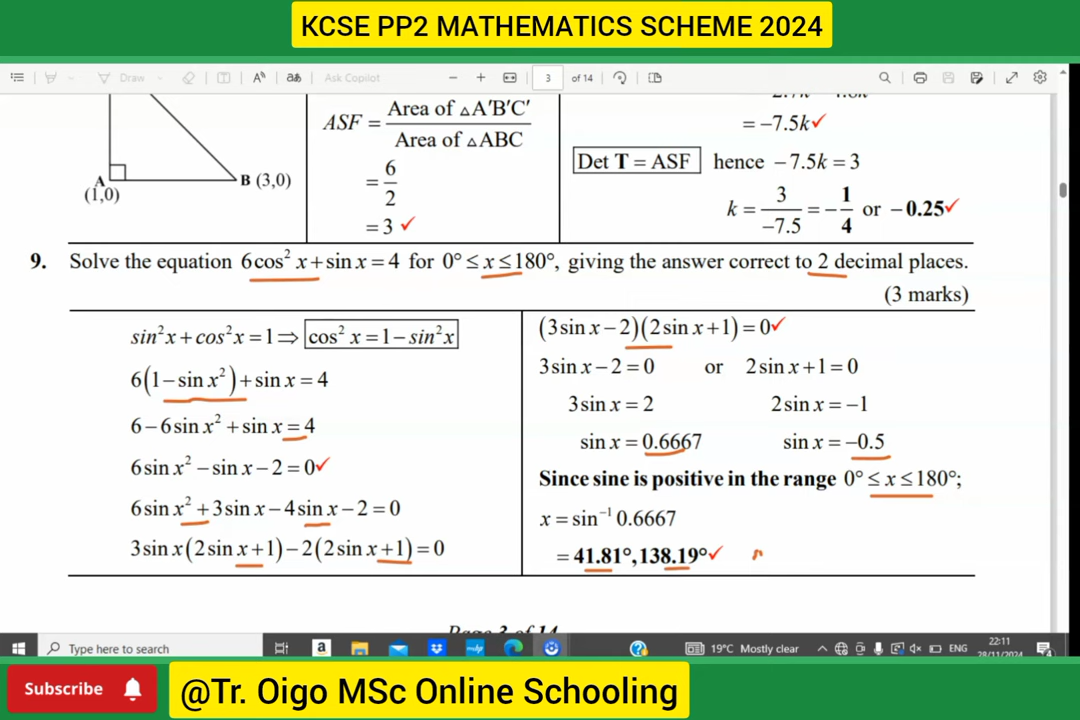 KCSE PP2 MATHEMATICS SCHEME 2024
Draw
Ask Copilot
3 of 14
A
(1,0)
B (3,0)
ASF = Area of △A'B'C' / Area of △ABC
= 6/2
= 3 ✓
= −7.5k✓
Det T = ASF hence −7.5k = 3
k = 3/−7.5 = −1/4 or −0.25✓
9. Solve the equation 6cos² x + sin x = 4 for 0° ≤ x ≤ 180°, giving the answer correct to 2 decimal places.
(3 marks)
sin²x + cos²x = 1 ⇒ cos² x = 1 − sin²x
6(1 − sin x²) + sin x = 4
6 − 6sin x² + sin x = 4
6sin x² − sin x − 2 = 0✓
6sin x² + 3sin x − 4sin x − 2 = 0
3sin x(2sin x + 1) − 2(2sin x + 1) = 0
(3sin x − 2)(2sin x + 1) = 0✓
3sin x − 2 = 0 or 2sin x + 1 = 0
3sin x = 2 2sin x = −1
sin x = 0.6667 sin x = −0.5
Since sine is positive in the range 0° ≤ x ≤ 180°;
x = sin⁻¹ 0.6667
= 41.81°, 138.19°✓
Page 3 of 14
Type here to search
19°C Mostly clear
ENG
22:11
28/11/2024
Subscribe
@Tr. Oigo MSc Online Schooling